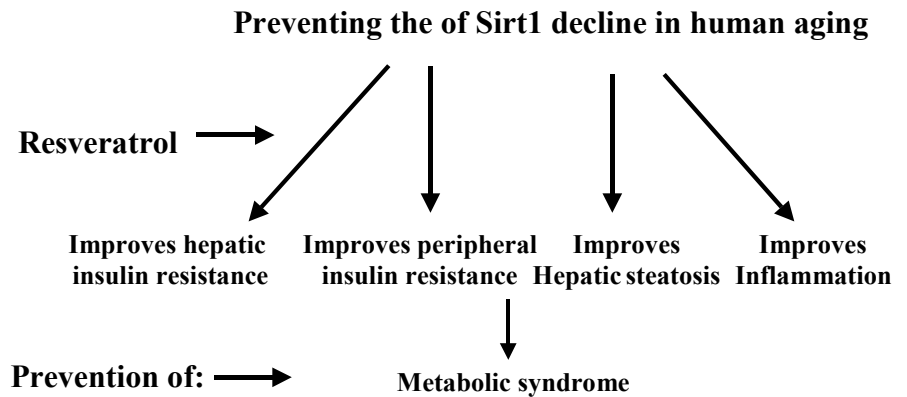 Preventing the of Sirt1 decline in human aging
Resveratrol
Improves hepatic
insulin resistance
Improves peripheral
insulin resistance
Improves
Hepatic steatosis
Improves
Inflammation
Prevention of:
Metabolic syndrome